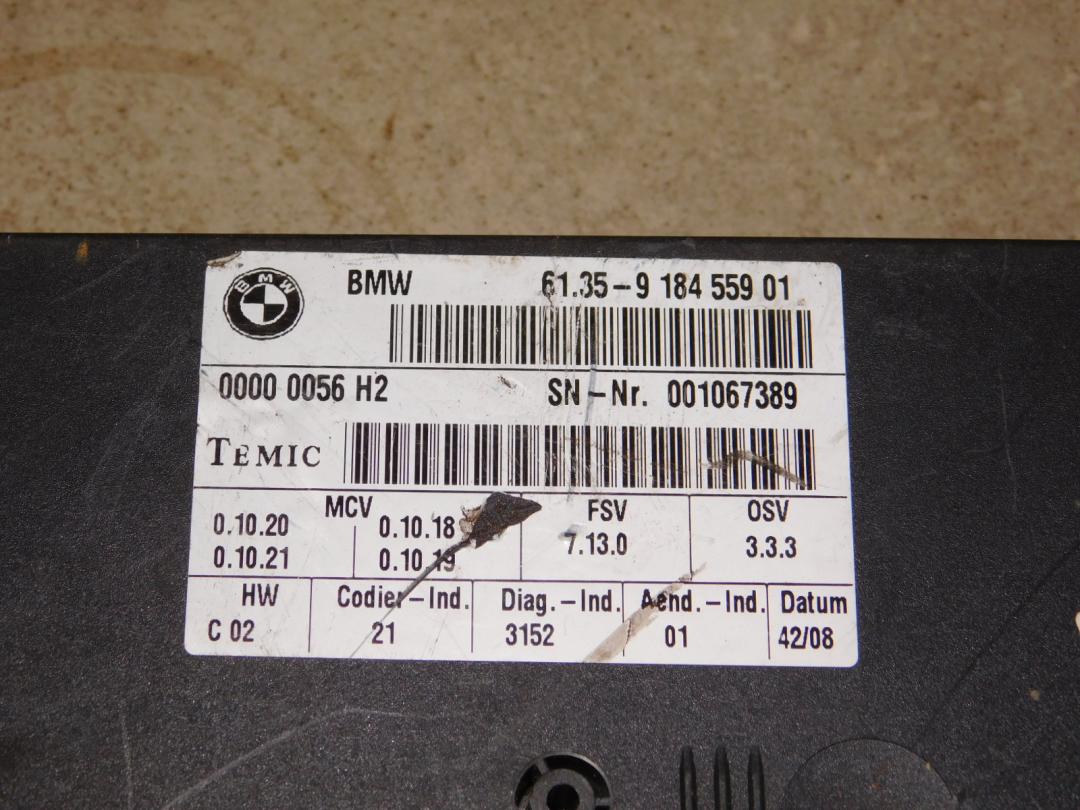 BMW
BMW 61.35-9 184 559 01
0000 0056 H2 SN-Nr. 001067389
TEMIC
MCV FSV OSV
0.10.20 0.10.18 7.13.0 3.3.3
0.10.21 0.10.19
HW Codier-Ind. Diag.-Ind. Aend.-Ind. Datum
C 02 21 3152 01 42/08